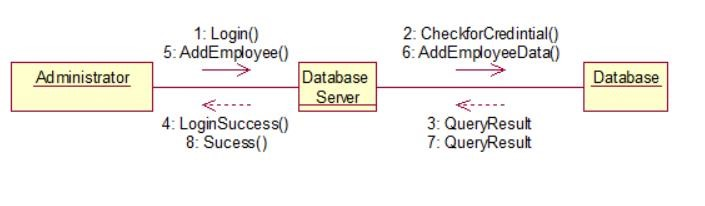 1: Login()
5: AddEmployee()
2: CheckforCredintial()
6: AddEmployeeData()
Administrator
Database
Server
Database
4: LoginSuccess()
8: Sucess()
3: QueryResult
7: QueryResult